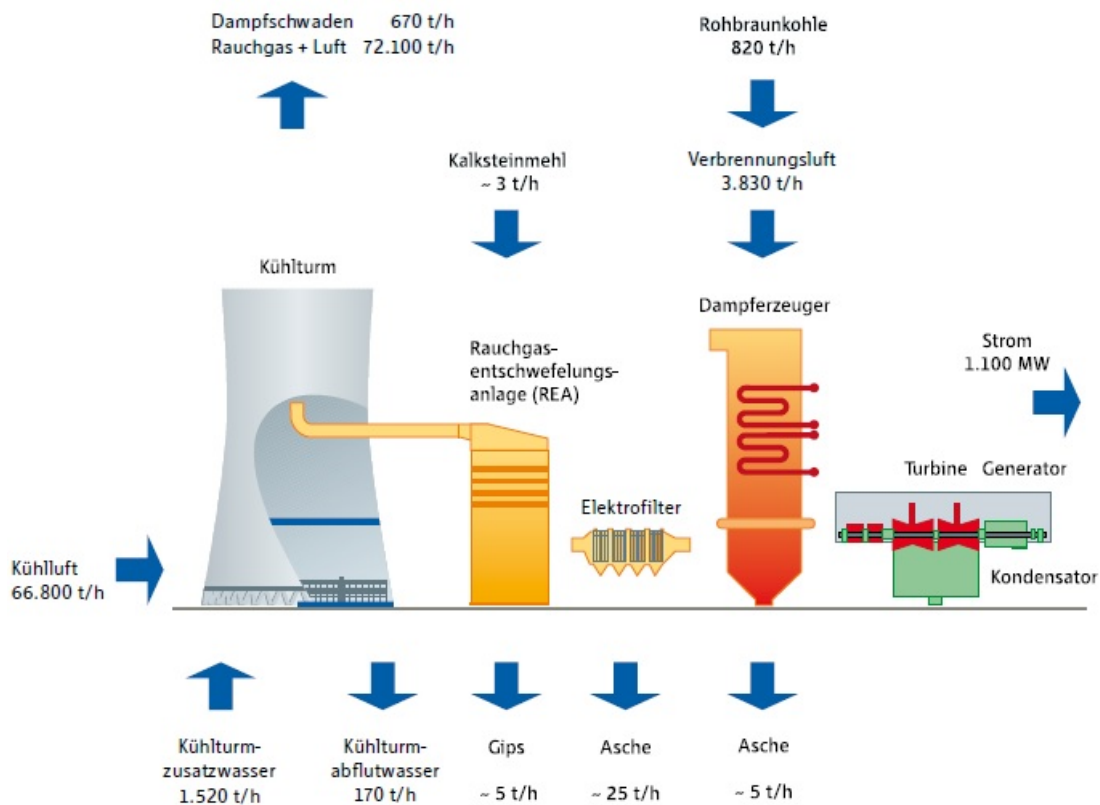 Dampfschwaden 670 t/h
Rauchgas + Luft 72.100 t/h
Rohbraunkohle
820 t/h
Kalksteinmehl
~ 3 t/h
Verbrennungsluft
3.830 t/h
Kühlturm
Dampferzeuger
Rauchgas-
entschwefelungs-
anlage (REA)
Strom
1.100 MW
Turbine Generator
Elektrofilter
Kühlluft
66.800 t/h
Kondensator
Kühlturm-
zusatzwasser
1.520 t/h
Kühlturm-
abflutwasser
170 t/h
Gips
~ 5 t/h
Asche
~ 25 t/h
Asche
~ 5 t/h